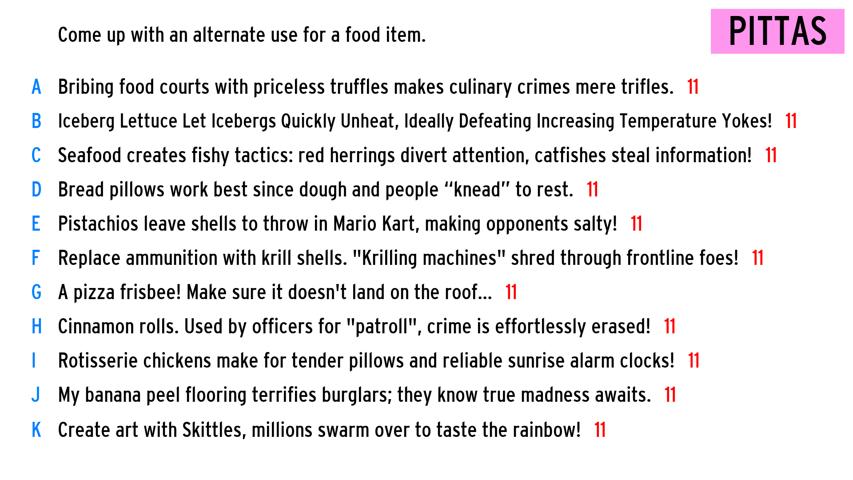 Come up with an alternate use for a food item.
PITTAS
A Bribing food courts with priceless truffles makes culinary crimes mere trifles. 11
B Iceberg Lettuce Let Icebergs Quickly Unheat, Ideally Defeating Increasing Temperature Yokes! 11
C Seafood creates fishy tactics: red herrings divert attention, catfishes steal information! 11
D Bread pillows work best since dough and people “knead” to rest. 11
E Pistachios leave shells to throw in Mario Kart, making opponents salty! 11
F Replace ammunition with krill shells. "Krilling machines" shred through frontline foes! 11
G A pizza frisbee! Make sure it doesn't land on the roof... 11
H Cinnamon rolls. Used by officers for "patroll", crime is effortlessly erased! 11
I Rotisserie chickens make for tender pillows and reliable sunrise alarm clocks! 11
J My banana peel flooring terrifies burglars; they know true madness awaits. 11
K Create art with Skittles, millions swarm over to taste the rainbow! 11